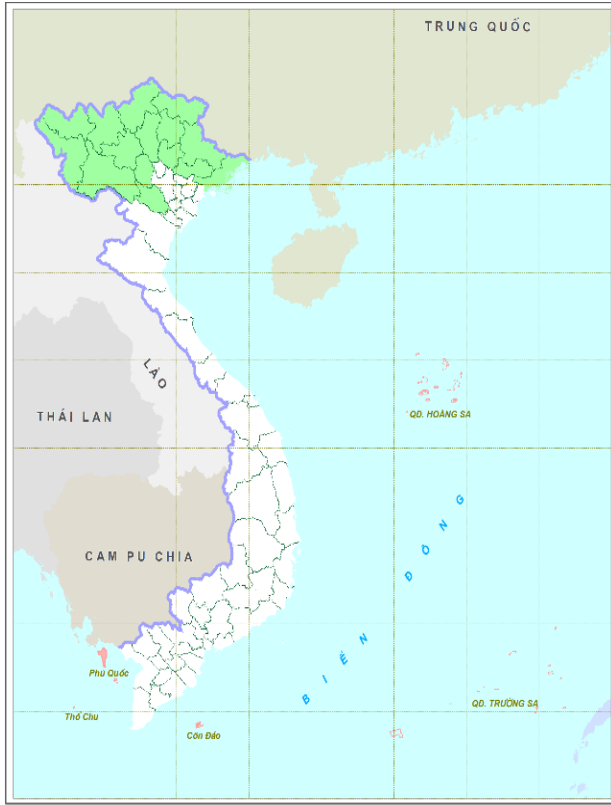 TRUNG QUỐC
LÀO
THÁI LAN
QĐ. HOÀNG SA
CAM PU CHIA
BIỂN ĐÔNG
Phú Quốc
Thổ Chu
Côn Đảo
QĐ. TRƯỜNG SA